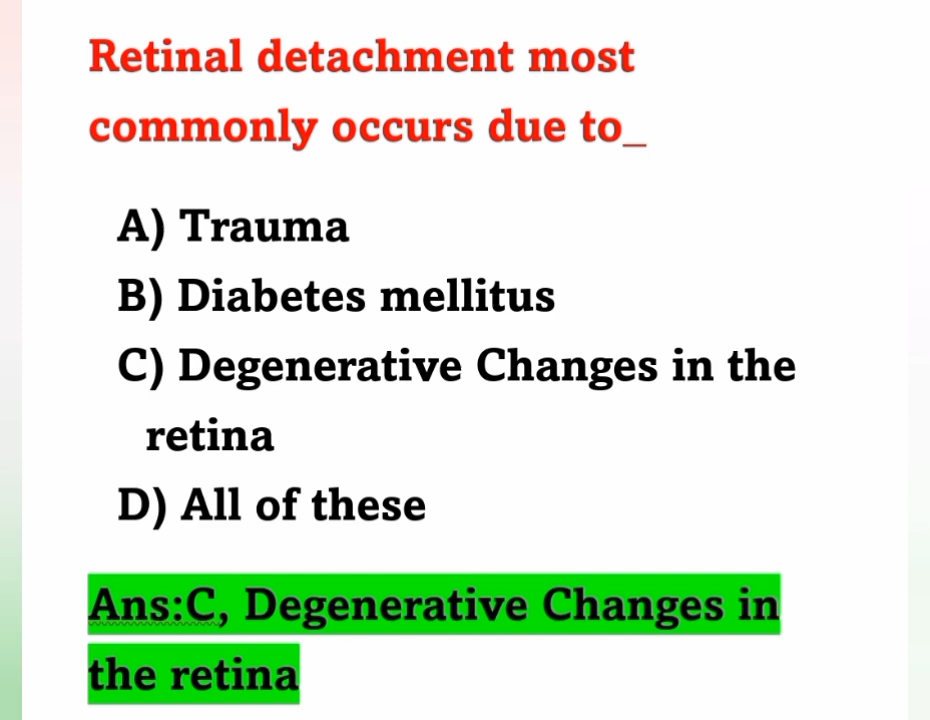 Retinal detachment most
commonly occurs due to_
A) Trauma
B) Diabetes mellitus
C) Degenerative Changes in the
retina
D) All of these
Ans:C, Degenerative Changes in
the retina